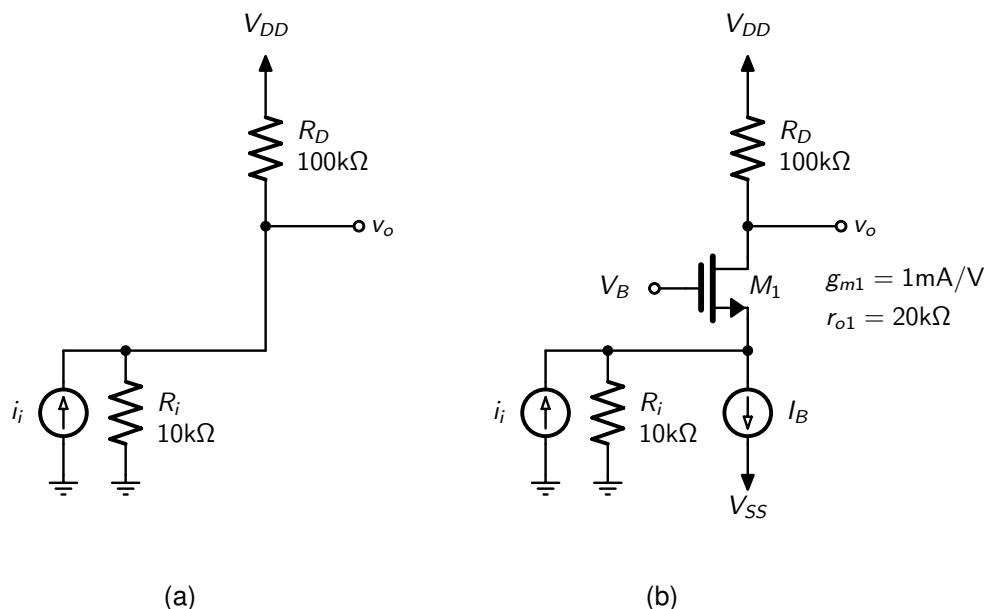 V_DD
R_D
100kΩ
v_o
i_i
R_i
10kΩ
(a)
V_DD
R_D
100kΩ
v_o
V_B
M_1
g_m1 = 1mA/V
r_o1 = 20kΩ
i_i
R_i
10kΩ
I_B
V_SS
(b)